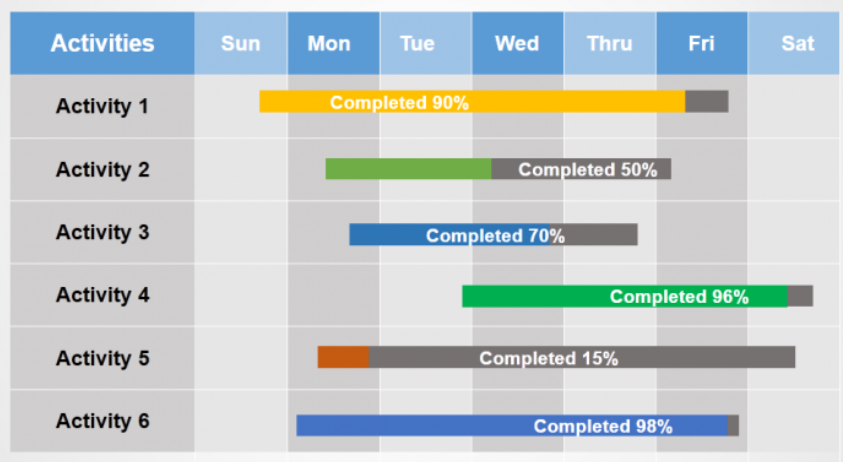 Activities Sun Mon Tue Wed Thru Fri Sat
Activity 1 Completed 90%
Activity 2 Completed 50%
Activity 3 Completed 70%
Activity 4 Completed 96%
Activity 5 Completed 15%
Activity 6 Completed 98%